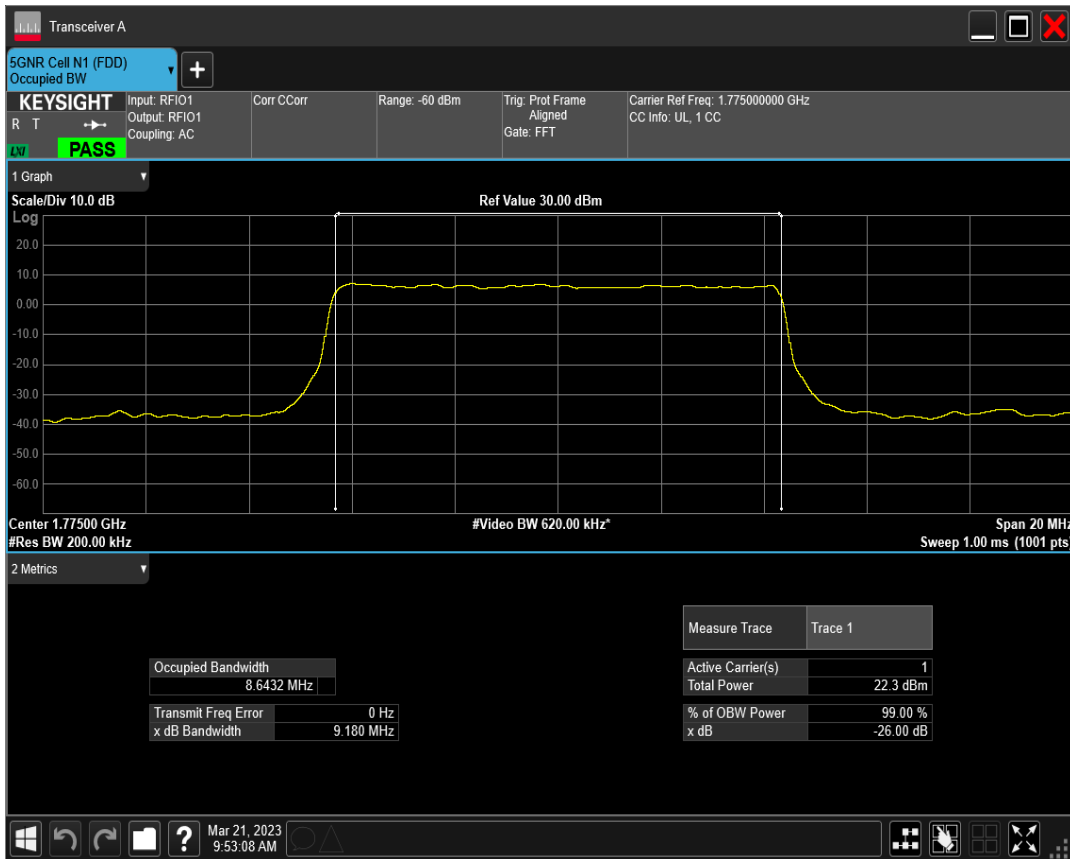 Transceiver A
5GNR Cell N1 (FDD)
Occupied BW
+
KEYSIGHT
R T
LXI
PASS
Input: RFIO1
Output: RFIO1
Coupling: AC
Corr CCorr
Range: -60 dBm
Trig: Prot Frame
Aligned
Gate: FFT
Carrier Ref Freq: 1.775000000 GHz
CC Info: UL, 1 CC
1 Graph
Scale/Div 10.0 dB
Ref Value 30.00 dBm
Log
20.0
10.0
0.00
-10.0
-20.0
-30.0
-40.0
-50.0
-60.0
Center 1.77500 GHz
#Video BW 620.00 kHz*
Span 20 MHz
#Res BW 200.00 kHz
Sweep 1.00 ms (1001 pts)
2 Metrics
Measure Trace Trace 1
Occupied Bandwidth
8.6432 MHz
Active Carrier(s) 1
Total Power 22.3 dBm
Transmit Freq Error 0 Hz
x dB Bandwidth 9.180 MHz
% of OBW Power 99.00 %
x dB -26.00 dB
?
Mar 21, 2023
9:53:08 AM